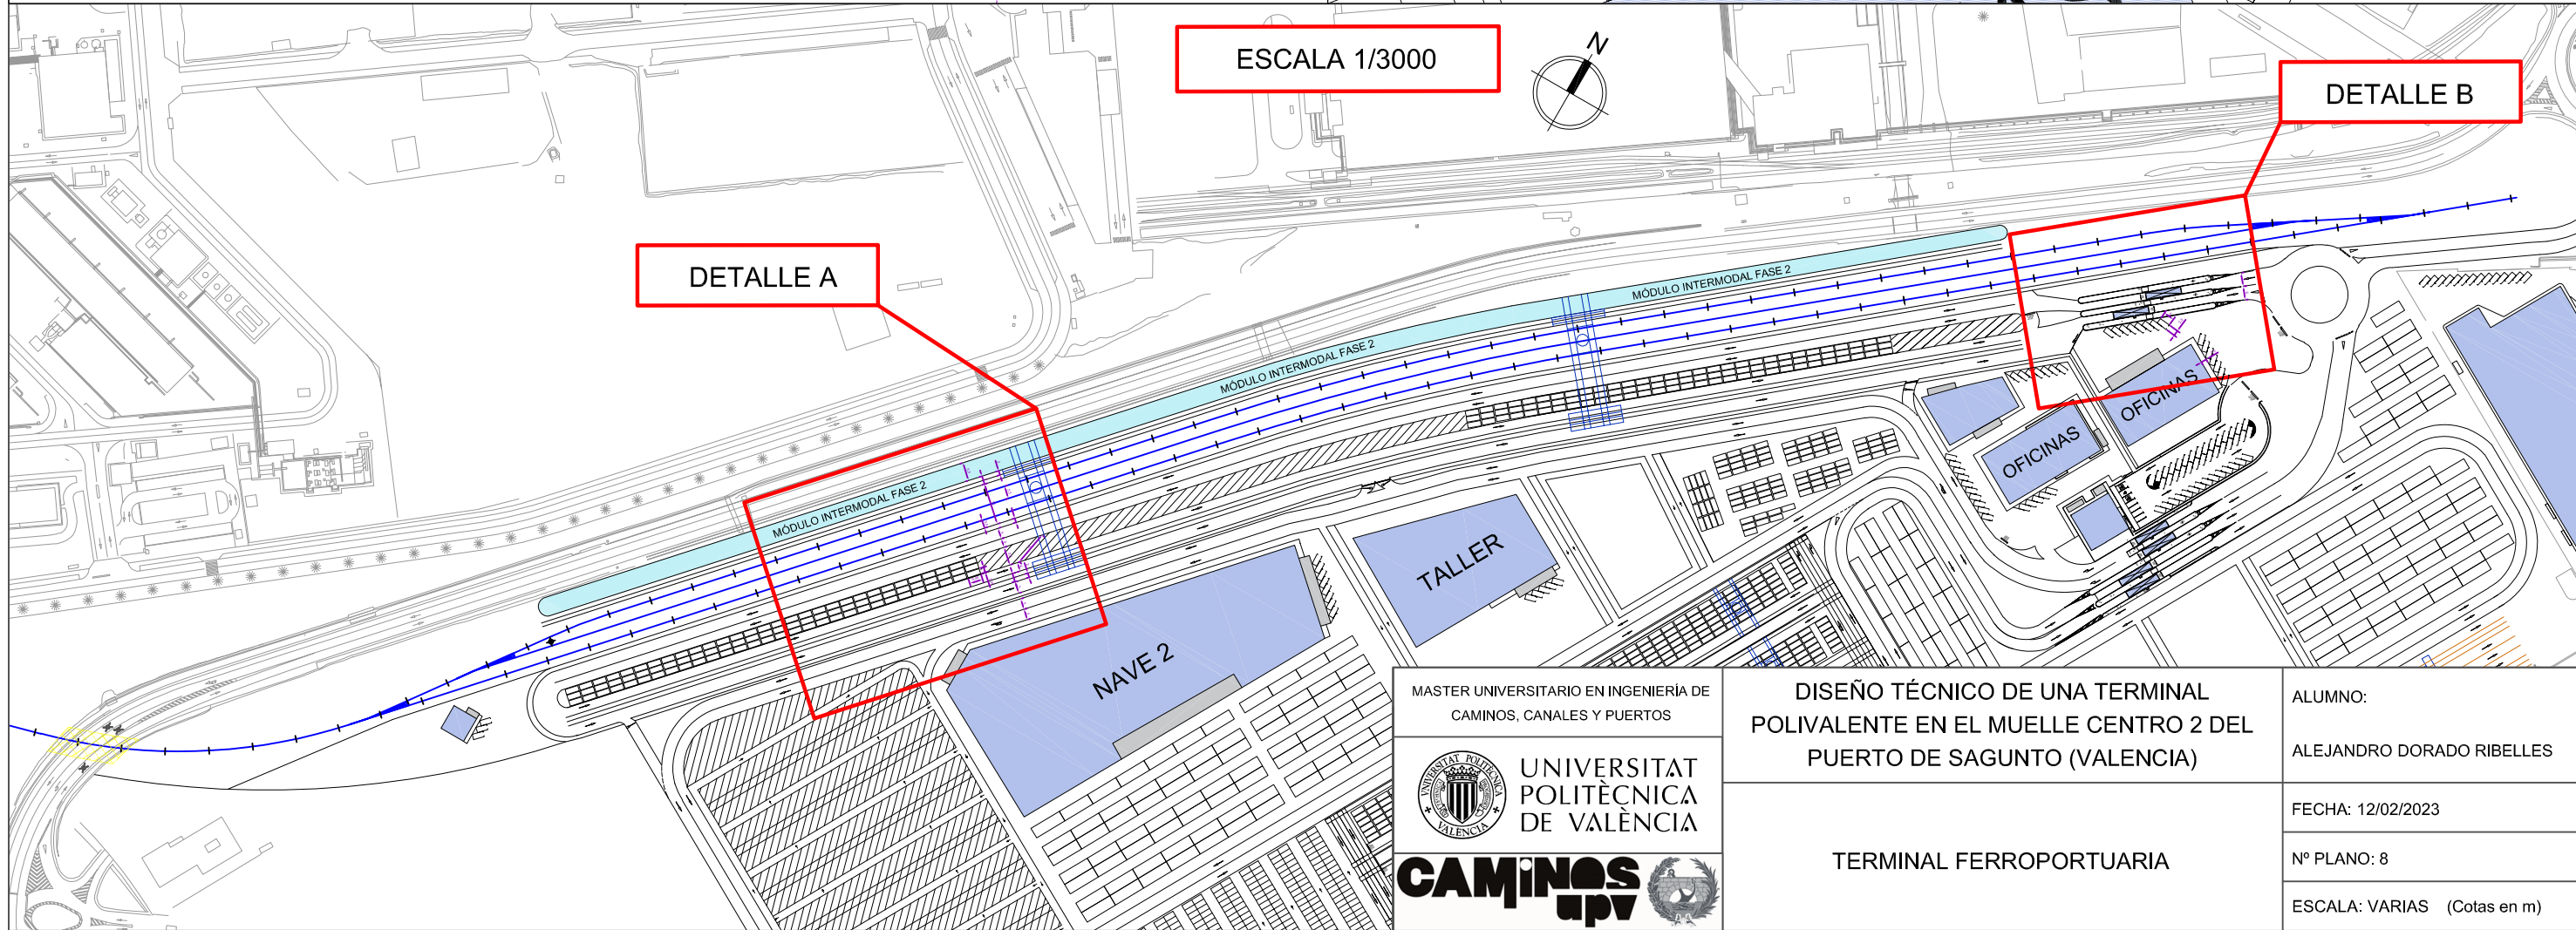 ESCALA 1/3000
N
DETALLE B
DETALLE A
MÓDULO INTERMODAL FASE 2
MÓDULO INTERMODAL FASE 2
MÓDULO INTERMODAL FASE 2
OFICINAS
OFICINAS
TALLER
NAVE 2
MASTER UNIVERSITARIO EN INGENIERÍA DE
CAMINOS, CANALES Y PUERTOS
UNIVERSITAT POLITÈCNICA
VALÈNCIA
UNIVERSITAT
POLITÈCNICA
DE VALÈNCIA
CAMINOS
upv
DISEÑO TÉCNICO DE UNA TERMINAL
POLIVALENTE EN EL MUELLE CENTRO 2 DEL
PUERTO DE SAGUNTO (VALENCIA)
TERMINAL FERROPORTUARIA
ALUMNO:
ALEJANDRO DORADO RIBELLES
FECHA: 12/02/2023
Nº PLANO: 8
ESCALA: VARIAS (Cotas en m)